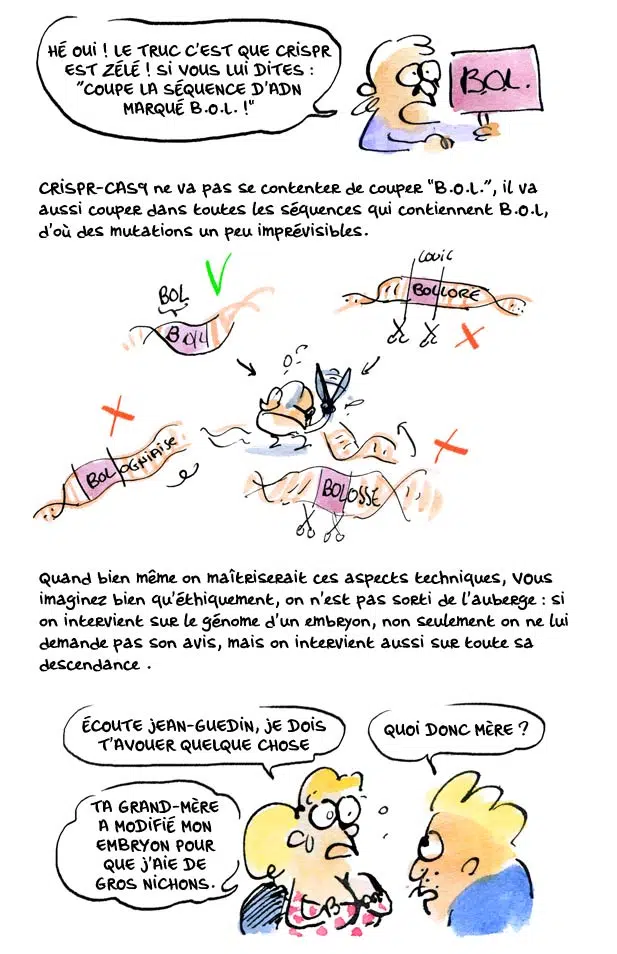 HÉ OUI ! LE TRUC C'EST QUE CRISPR
EST ZÉLÉ ! SI VOUS LUI DITES :
"COUPE LA SÉQUENCE D'ADN
MARQUÉ B.O.L. !"
B.O.L.
CRISPR-CAS9 ne va pas se contenter de couper "B.O.L.", il va
aussi couper dans toutes les séquences qui contiennent B.O.L,
d'où des mutations un peu imprévisibles.
BOL
BOL
COUIC
BOLLORE
BOLOGNAISE
BOLOSSE
Quand bien même on maîtriserait ces aspects techniques, vous
imaginez bien qu'éthiquement, on n'est pas sorti de l'auberge : si
on intervient sur le génome d'un embryon, non seulement on ne lui
demande pas son avis, mais on intervient aussi sur toute sa
descendance .
ÉCOUTE JEAN-GUEDIN, JE DOIS
T'AVOUER QUELQUE CHOSE
QUOI DONC MÈRE ?
TA GRAND-MÈRE
A MODIFIÉ MON
EMBRYON POUR
QUE J'AIE DE
GROS NICHONS.